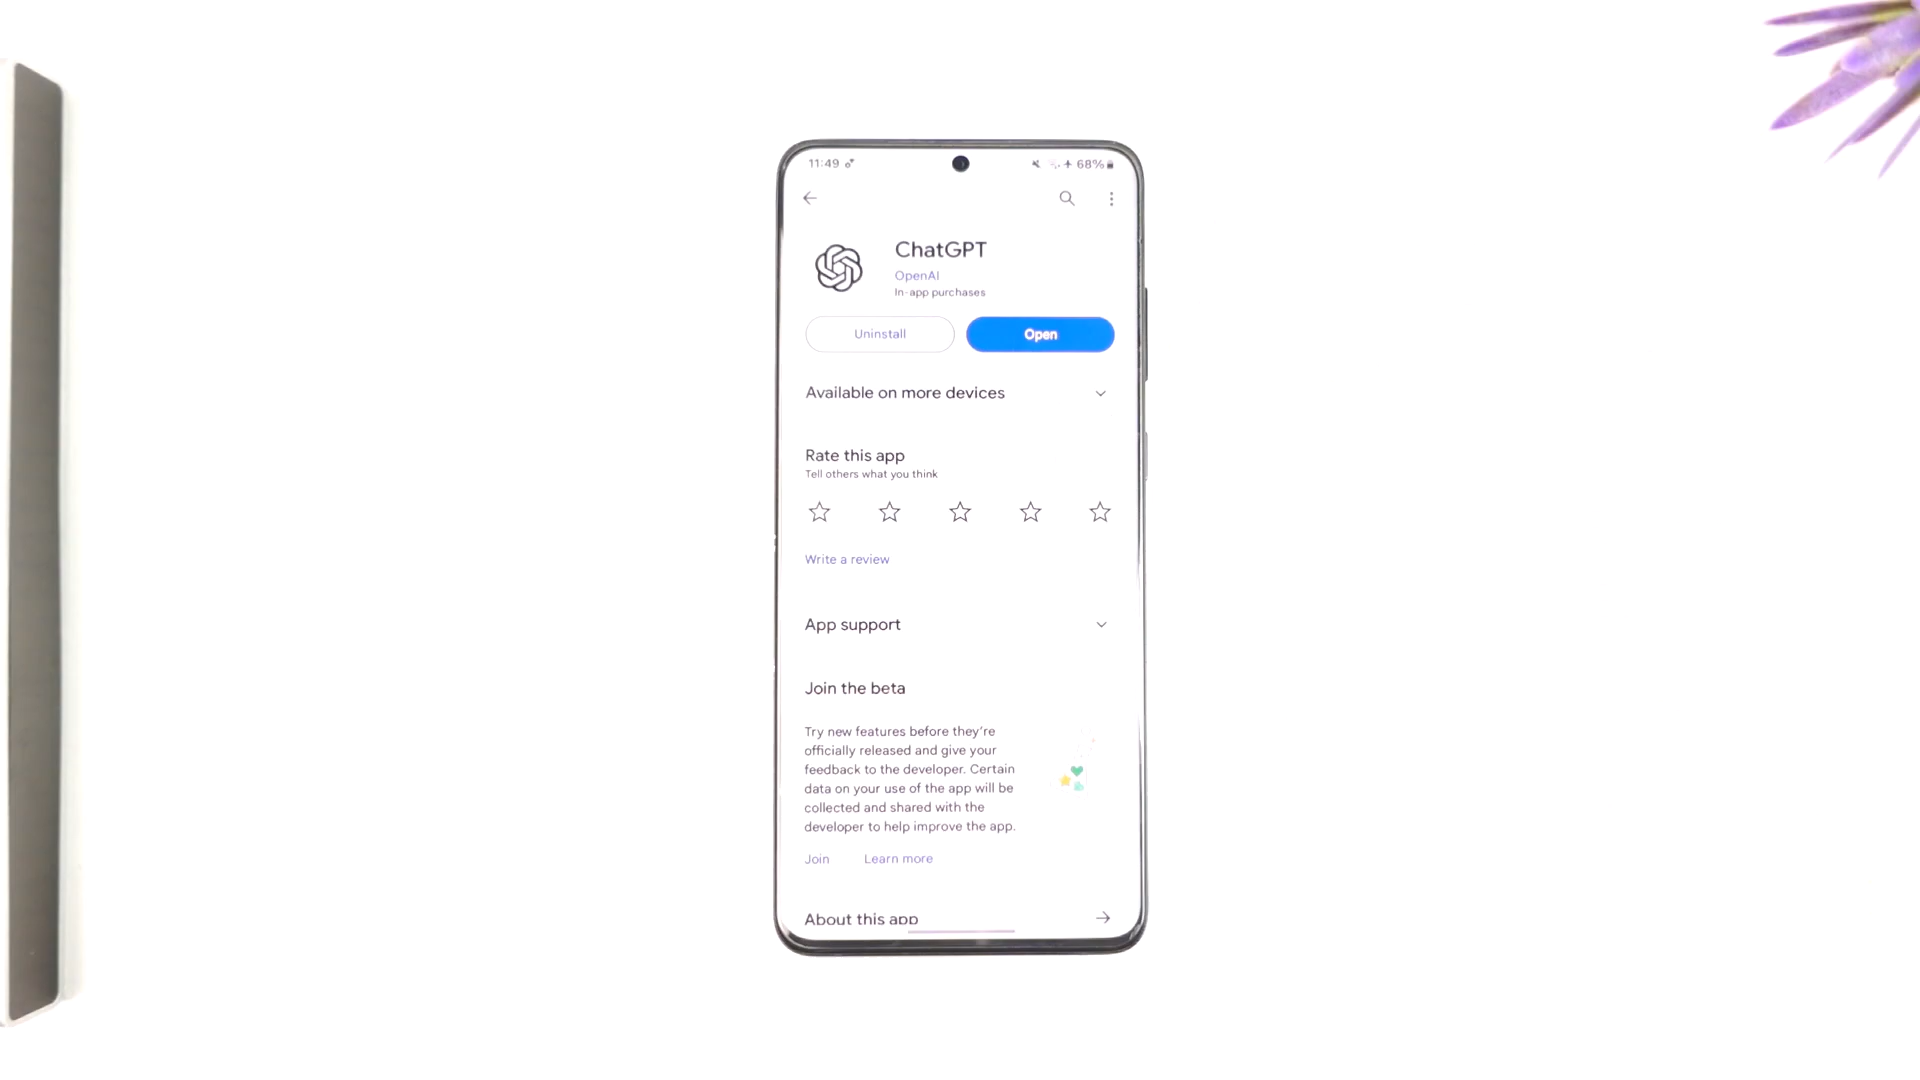 11:49
68%
ChatGPT
OpenAI
In-app purchases
Uninstall
Open
Available on more devices
Rate this app
Tell others what you think
Write a review
App support
Join the beta
Try new features before they're
officially released and give your
feedback to the developer. Certain
data on your use of the app will be
collected and shared with the
developer to help improve the app.
Join Learn more
About this app